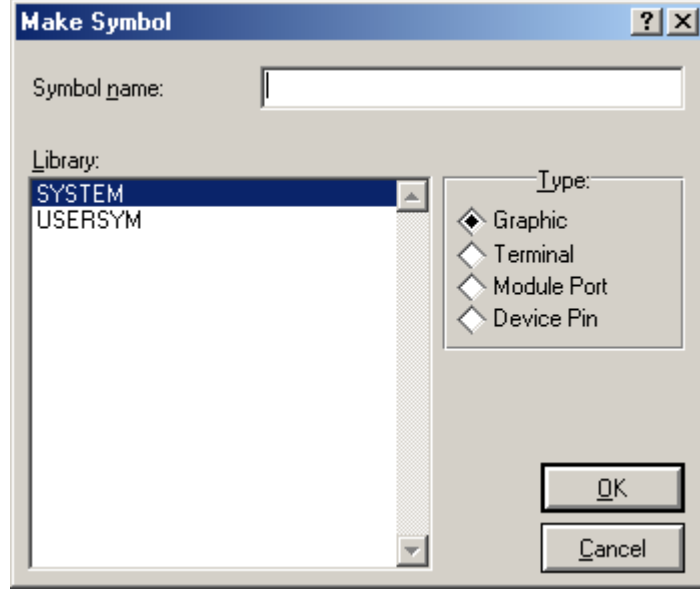 Make Symbol
Symbol name:
Library:
SYSTEM
USERSYM
Type:
Graphic
Terminal
Module Port
Device Pin
OK
Cancel